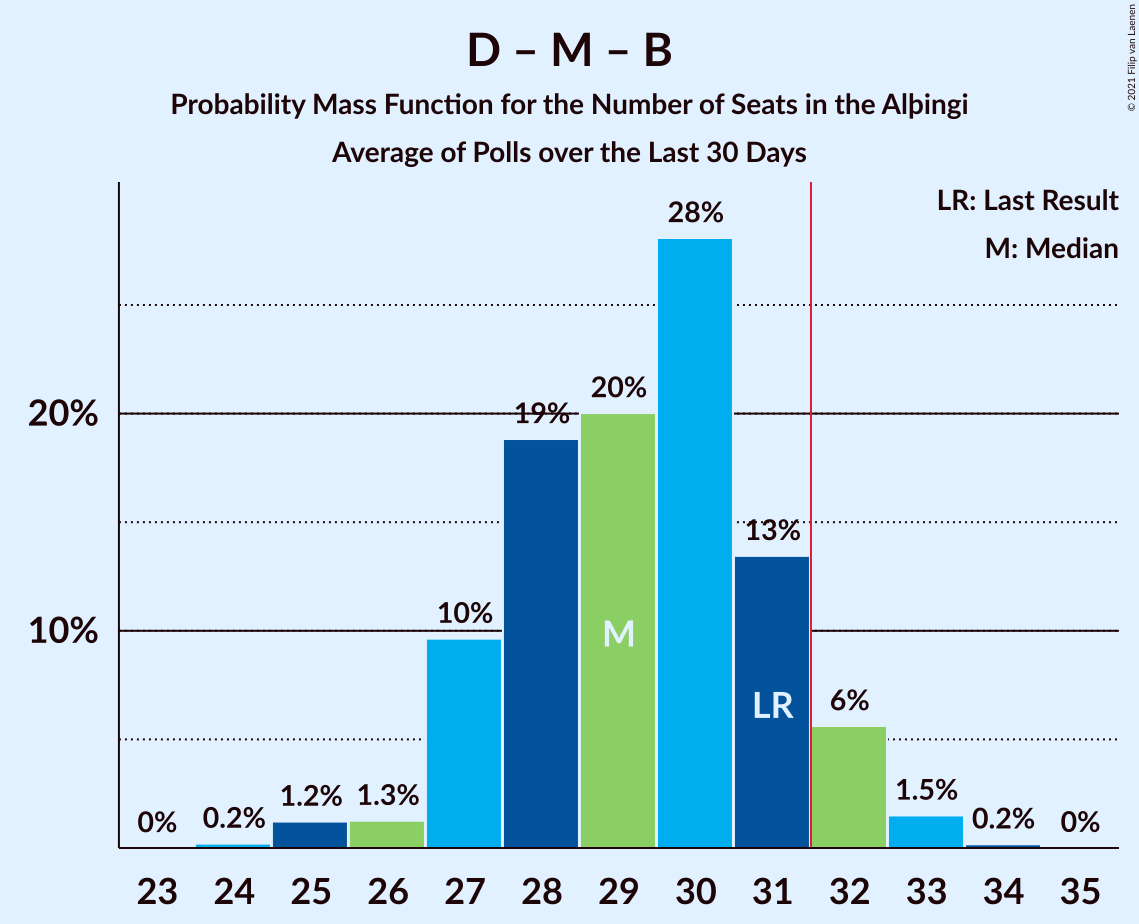 D – M – B
Probability Mass Function for the Number of Seats in the Alþingi
Average of Polls over the Last 30 Days
© 2021 Filip van Laenen
LR: Last Result
M: Median
28%
20%
19%
20%
13%
10%
10%
M
LR
6%
0%
0.2%
1.2%
1.3%
1.5%
0.2%
0%
23 24 25 26 27 28 29 30 31 32 33 34 35